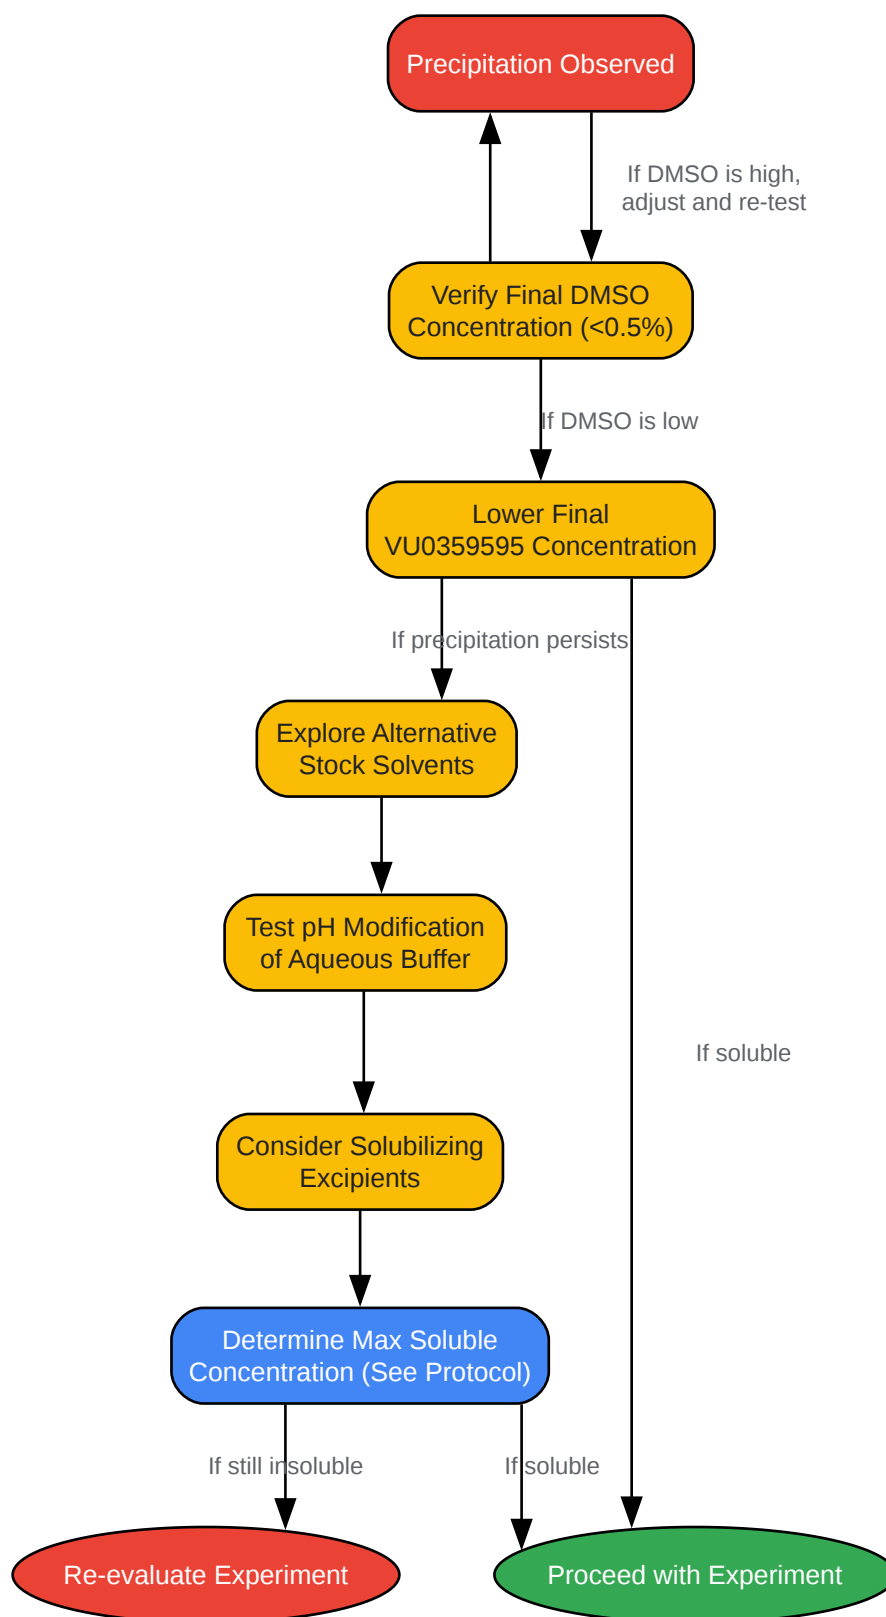 Precipitation Observed
If DMSO is high,
adjust and re-test
Verify Final DMSO
Concentration (<0.5%)
If DMSO is low
Lower Final
VU0359595 Concentration
If precipitation persists
Explore Alternative
Stock Solvents
Test pH Modification
of Aqueous Buffer
If soluble
Consider Solubilizing
Excipients
Determine Max Soluble
Concentration (See Protocol)
If still insoluble
If soluble
Re-evaluate Experiment
Proceed with Experiment